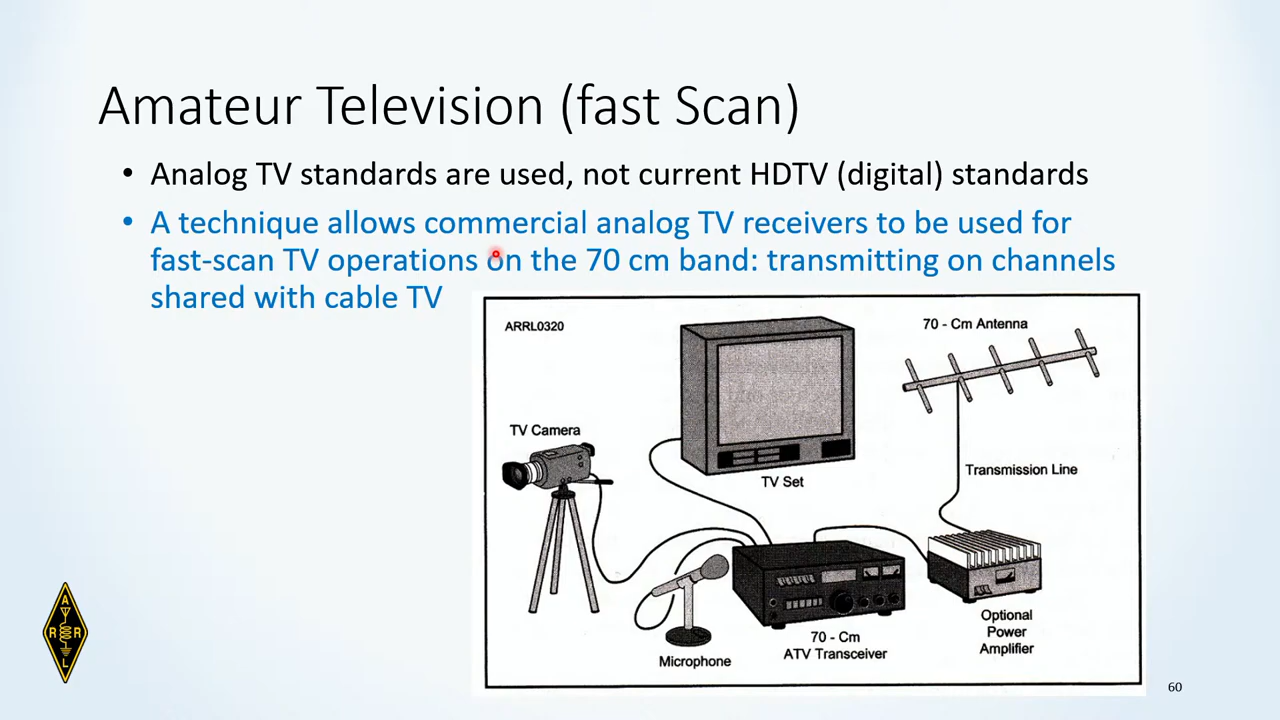 Amateur Television (fast Scan)
• Analog TV standards are used, not current HDTV (digital) standards
• A technique allows commercial analog TV receivers to be used for
fast-scan TV operations on the 70 cm band: transmitting on channels
shared with cable TV
ARRL0320
70 - Cm Antenna
TV Camera
Transmission Line
TV Set
Optional
Power
Amplifier
70 - Cm
ATV Transceiver
Microphone
A
R R
L
60